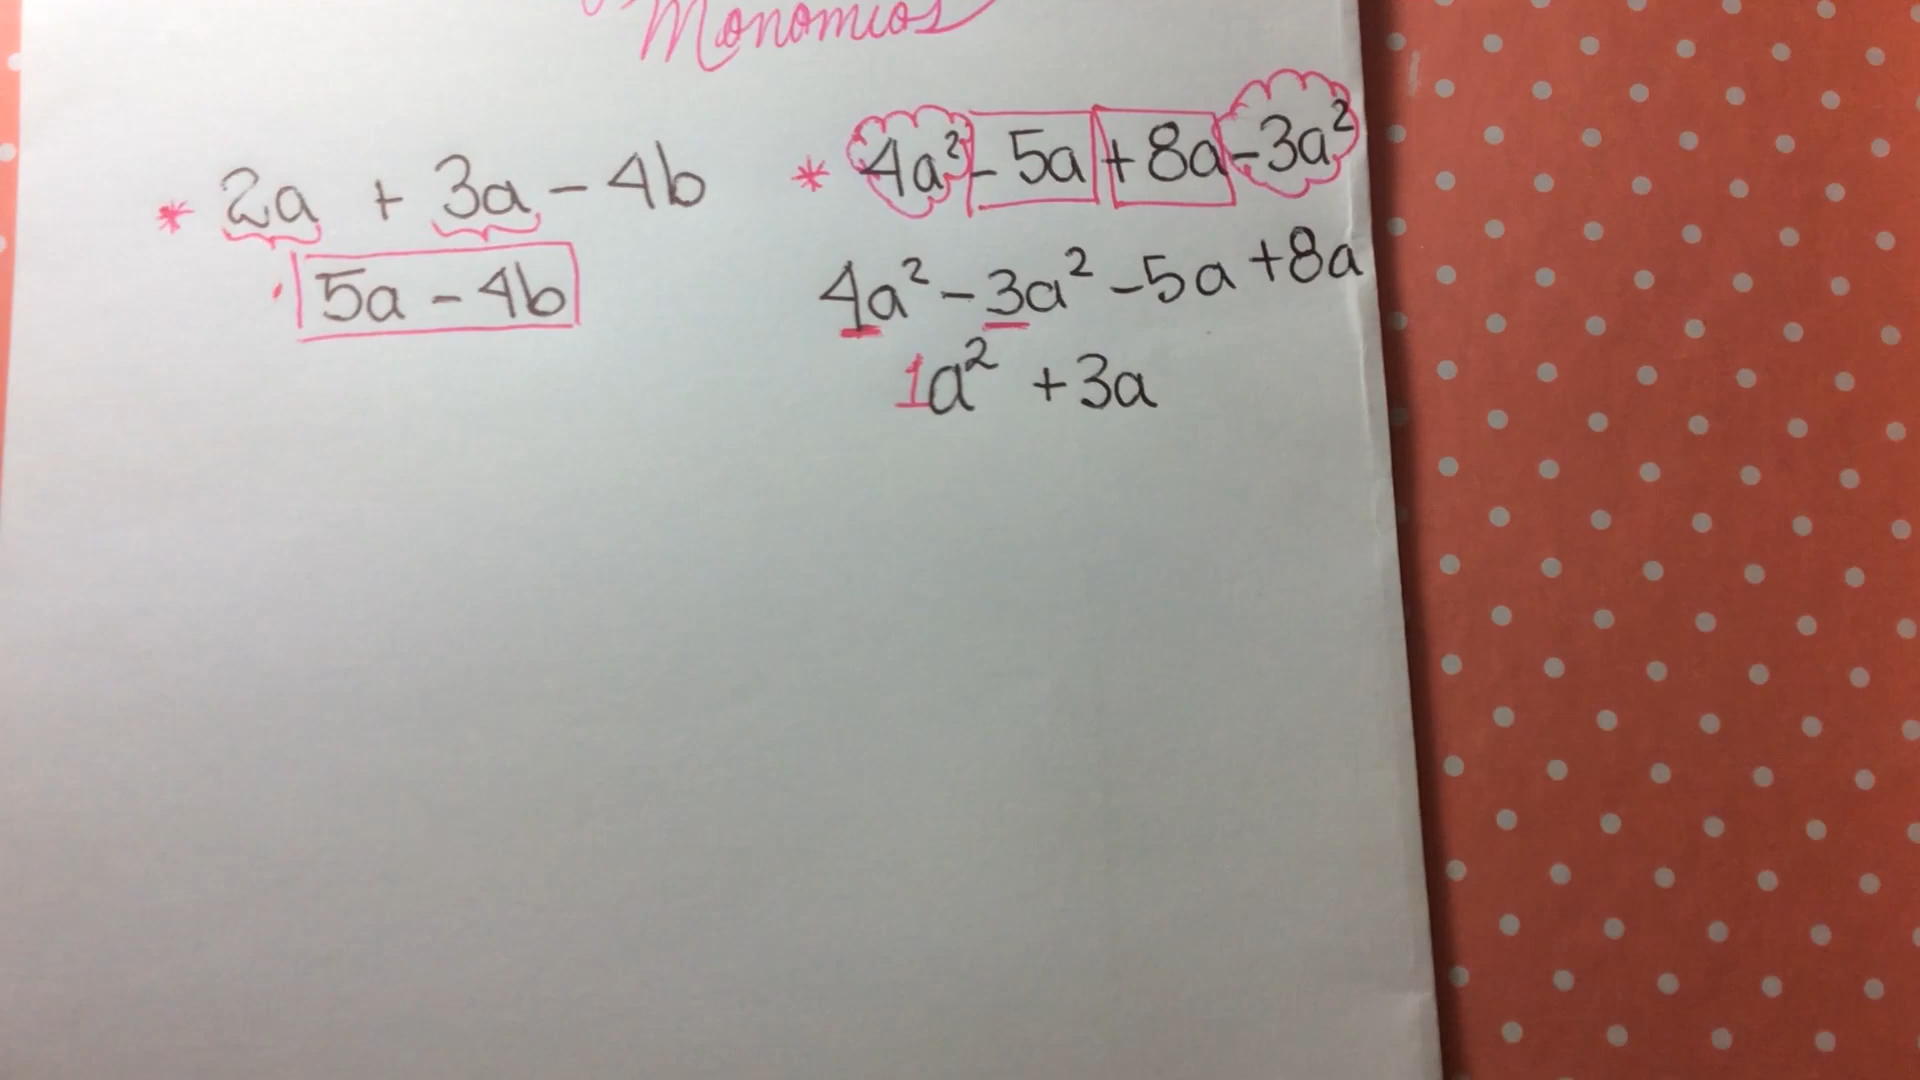 Monomios
* 2a + 3a - 4b
5a - 4b
* 4a² - 5a + 8a - 3a²
4a² - 3a² - 5a + 8a
1a² + 3a